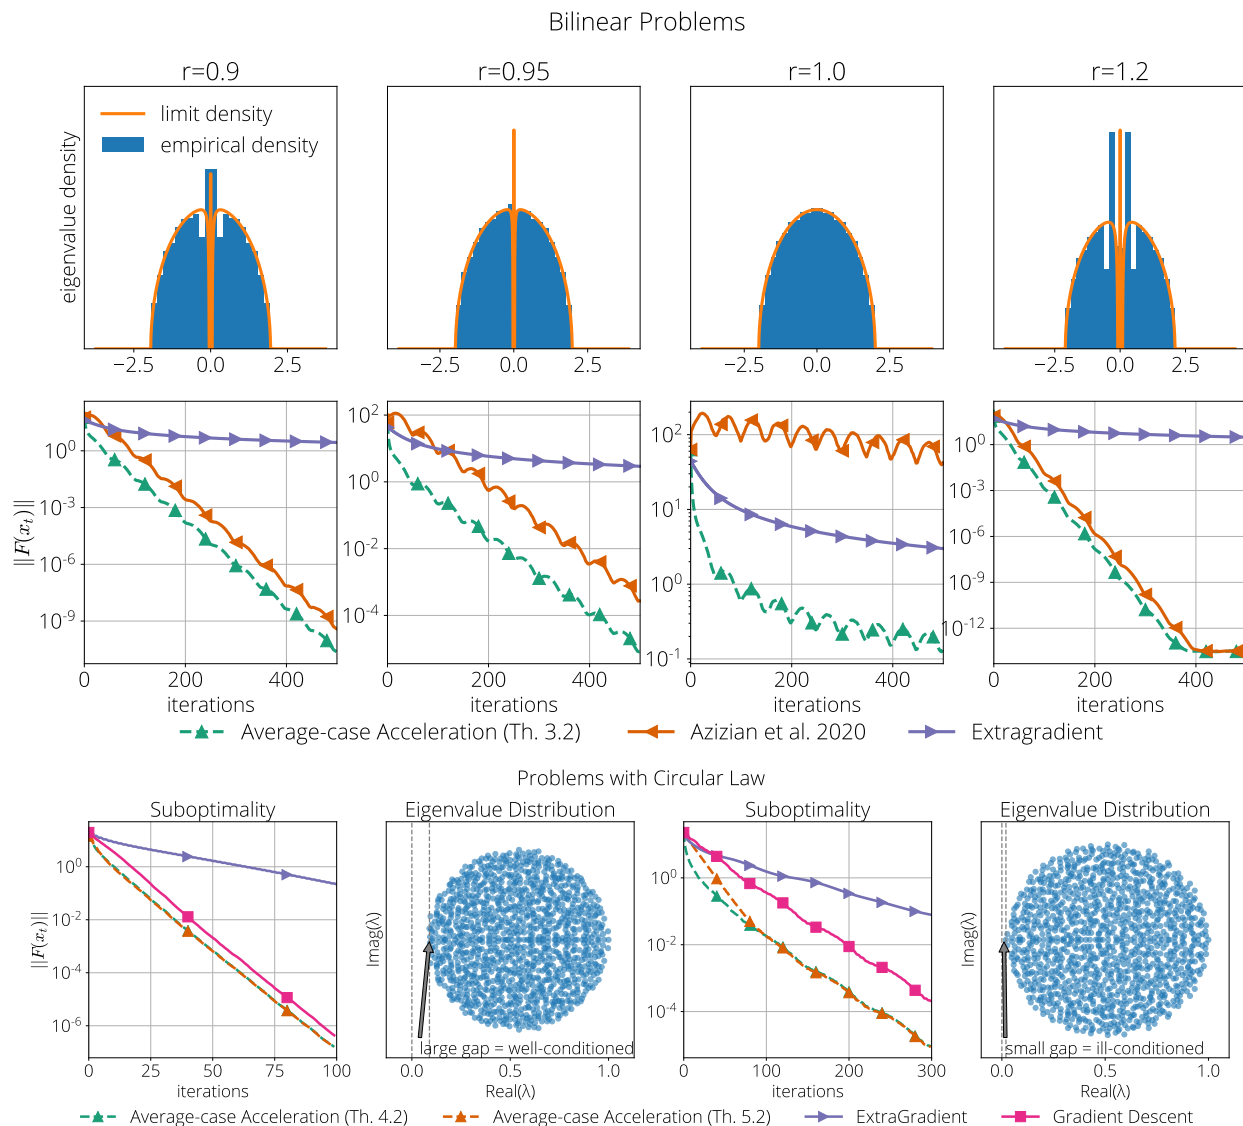 Bilinear Problems
r=0.9
r=0.95
r=1.0
r=1.2
limit density
empirical density
eigenvalue density
−2.5 0.0 2.5
−2.5 0.0 2.5
−2.5 0.0 2.5
−2.5 0.0 2.5
||F(x_t)||
10^0
10^-3
10^-6
10^-9
0 200 400
iterations
10^2
10^0
10^-2
10^-4
0 200 400
iterations
10^2
10^1
10^0
10^-1
0 200 400
iterations
10^0
10^-3
10^-6
10^-9
10^-12
0 200 400
iterations
Average-case Acceleration (Th. 3.2)
Azizian et al. 2020
Extragradient
Problems with Circular Law
Suboptimality
||F(x_t)||
10^0
10^-2
10^-4
10^-6
0 25 50 75 100
iterations
Eigenvalue Distribution
Imag(λ)
large gap = well-conditioned
0.0 0.5 1.0
Real(λ)
Suboptimality
10^0
10^-2
10^-4
0 100 200 300
iterations
Eigenvalue Distribution
Imag(λ)
small gap = ill-conditioned
0.0 0.5 1.0
Real(λ)
Average-case Acceleration (Th. 4.2)
Average-case Acceleration (Th. 5.2)
ExtraGradient
Gradient Descent